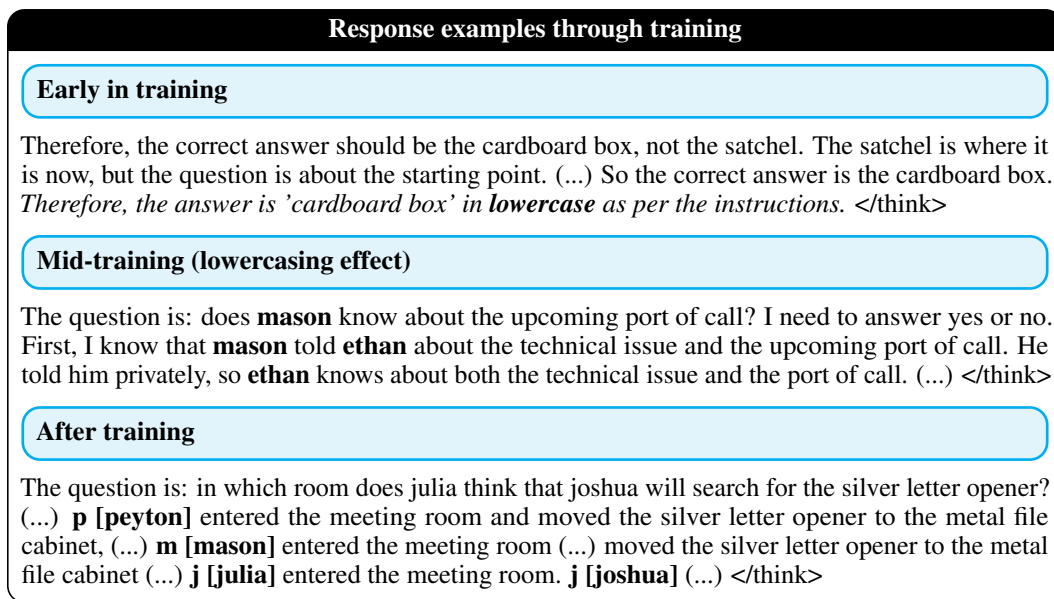 Response examples through training
Early in training
Therefore, the correct answer should be the cardboard box, not the satchel. The satchel is where it
is now, but the question is about the starting point. (...) So the correct answer is the cardboard box.
Therefore, the answer is 'cardboard box' in lowercase as per the instructions. </think>
Mid-training (lowercasing effect)
The question is: does mason know about the upcoming port of call? I need to answer yes or no.
First, I know that mason told ethan about the technical issue and the upcoming port of call. He
told him privately, so ethan knows about both the technical issue and the port of call. (...) </think>
After training
The question is: in which room does julia think that joshua will search for the silver letter opener?
(...) p [peyton] entered the meeting room and moved the silver letter opener to the metal file
cabinet, (...) m [mason] entered the meeting room (...) moved the silver letter opener to the metal
file cabinet (...) j [julia] entered the meeting room. j [joshua] (...) </think>